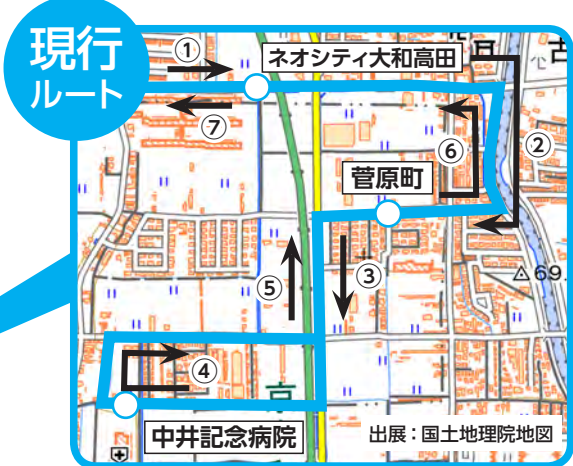 現行
ルート
①
ネオシティ大和高田
⑦
②
⑥
菅原町
③
69.
⑤
④
京
中井記念病院
出展：国土地理院地図